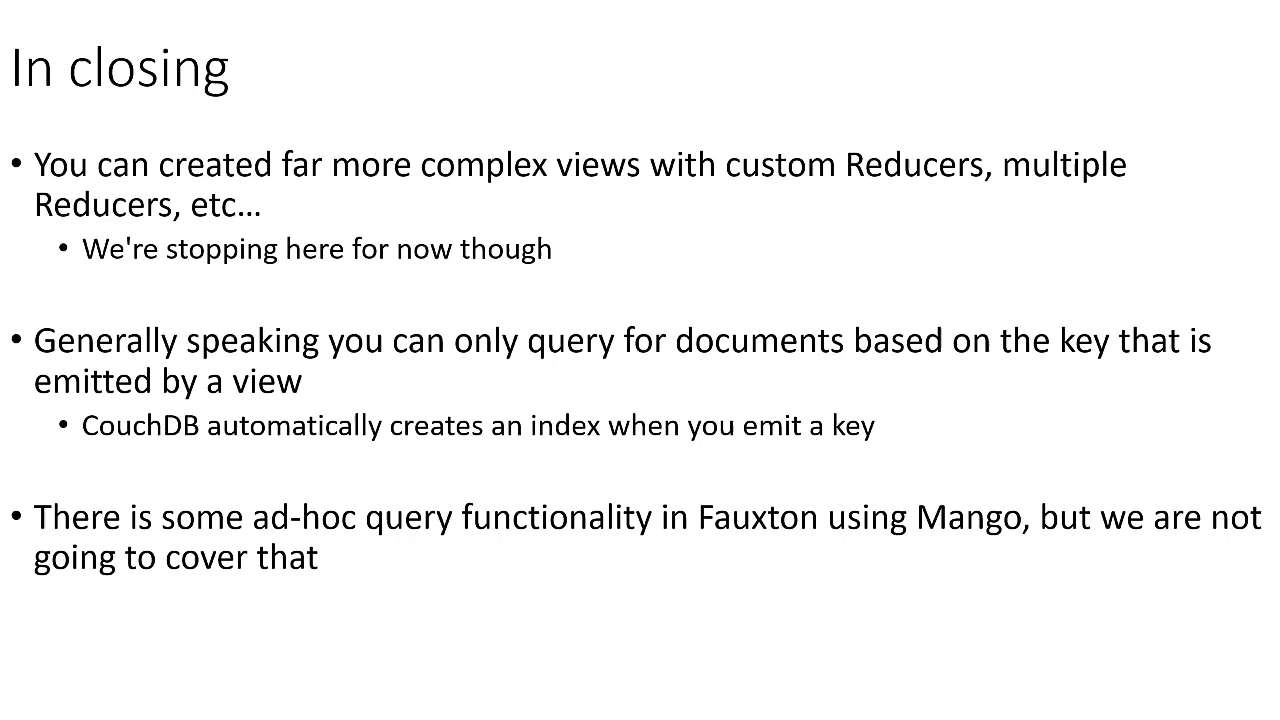 In closing
• You can created far more complex views with custom Reducers, multiple
Reducers, etc…
• We're stopping here for now though
• Generally speaking you can only query for documents based on the key that is
emitted by a view
• CouchDB automatically creates an index when you emit a key
• There is some ad-hoc query functionality in Fauxton using Mango, but we are not
going to cover that